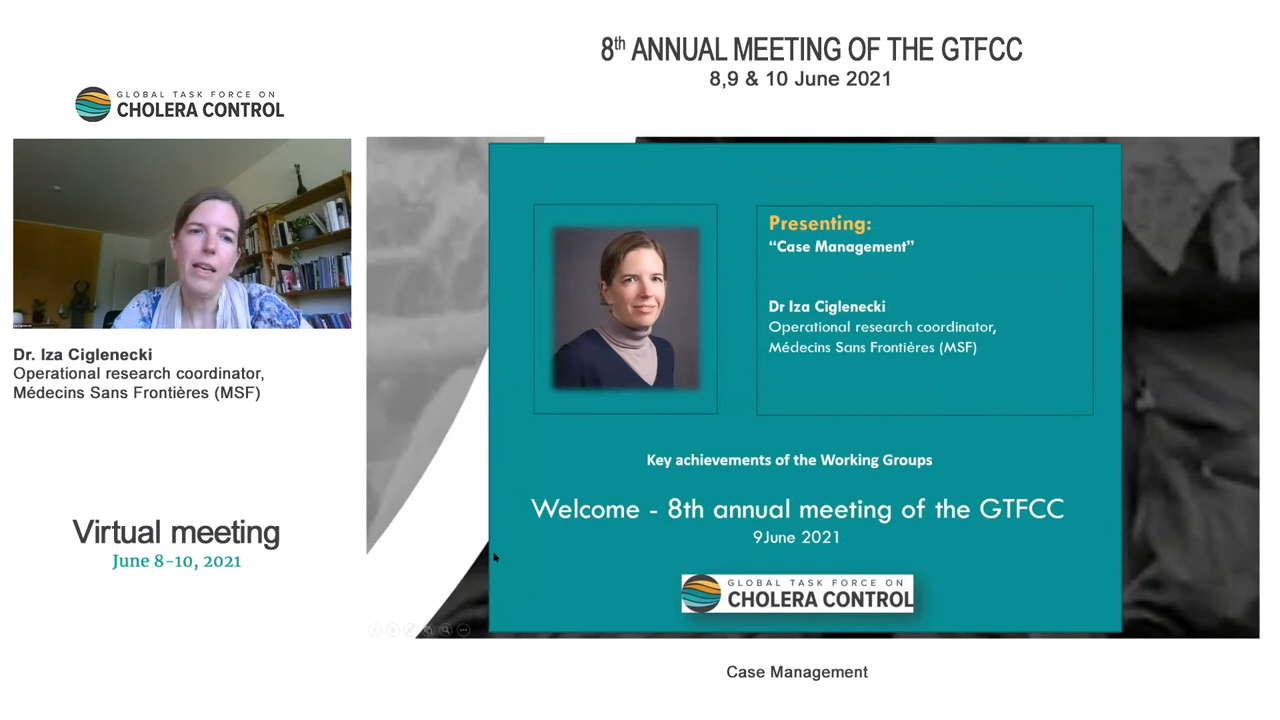 8th ANNUAL MEETING OF THE GTFCC
8,9 & 10 June 2021
GLOBAL TASK FORCE ON
CHOLERA CONTROL
Dr. Iza Ciglenecki
Operational research coordinator,
Médecins Sans Frontières (MSF)
Virtual meeting
June 8-10, 2021
Presenting:
“Case Management”
Dr Iza Ciglenecki
Operational research coordinator,
Médecins Sans Frontières (MSF)
Key achievements of the Working Groups
Welcome - 8th annual meeting of the GTFCC
9June 2021
GLOBAL TASK FORCE ON
CHOLERA CONTROL
Case Management